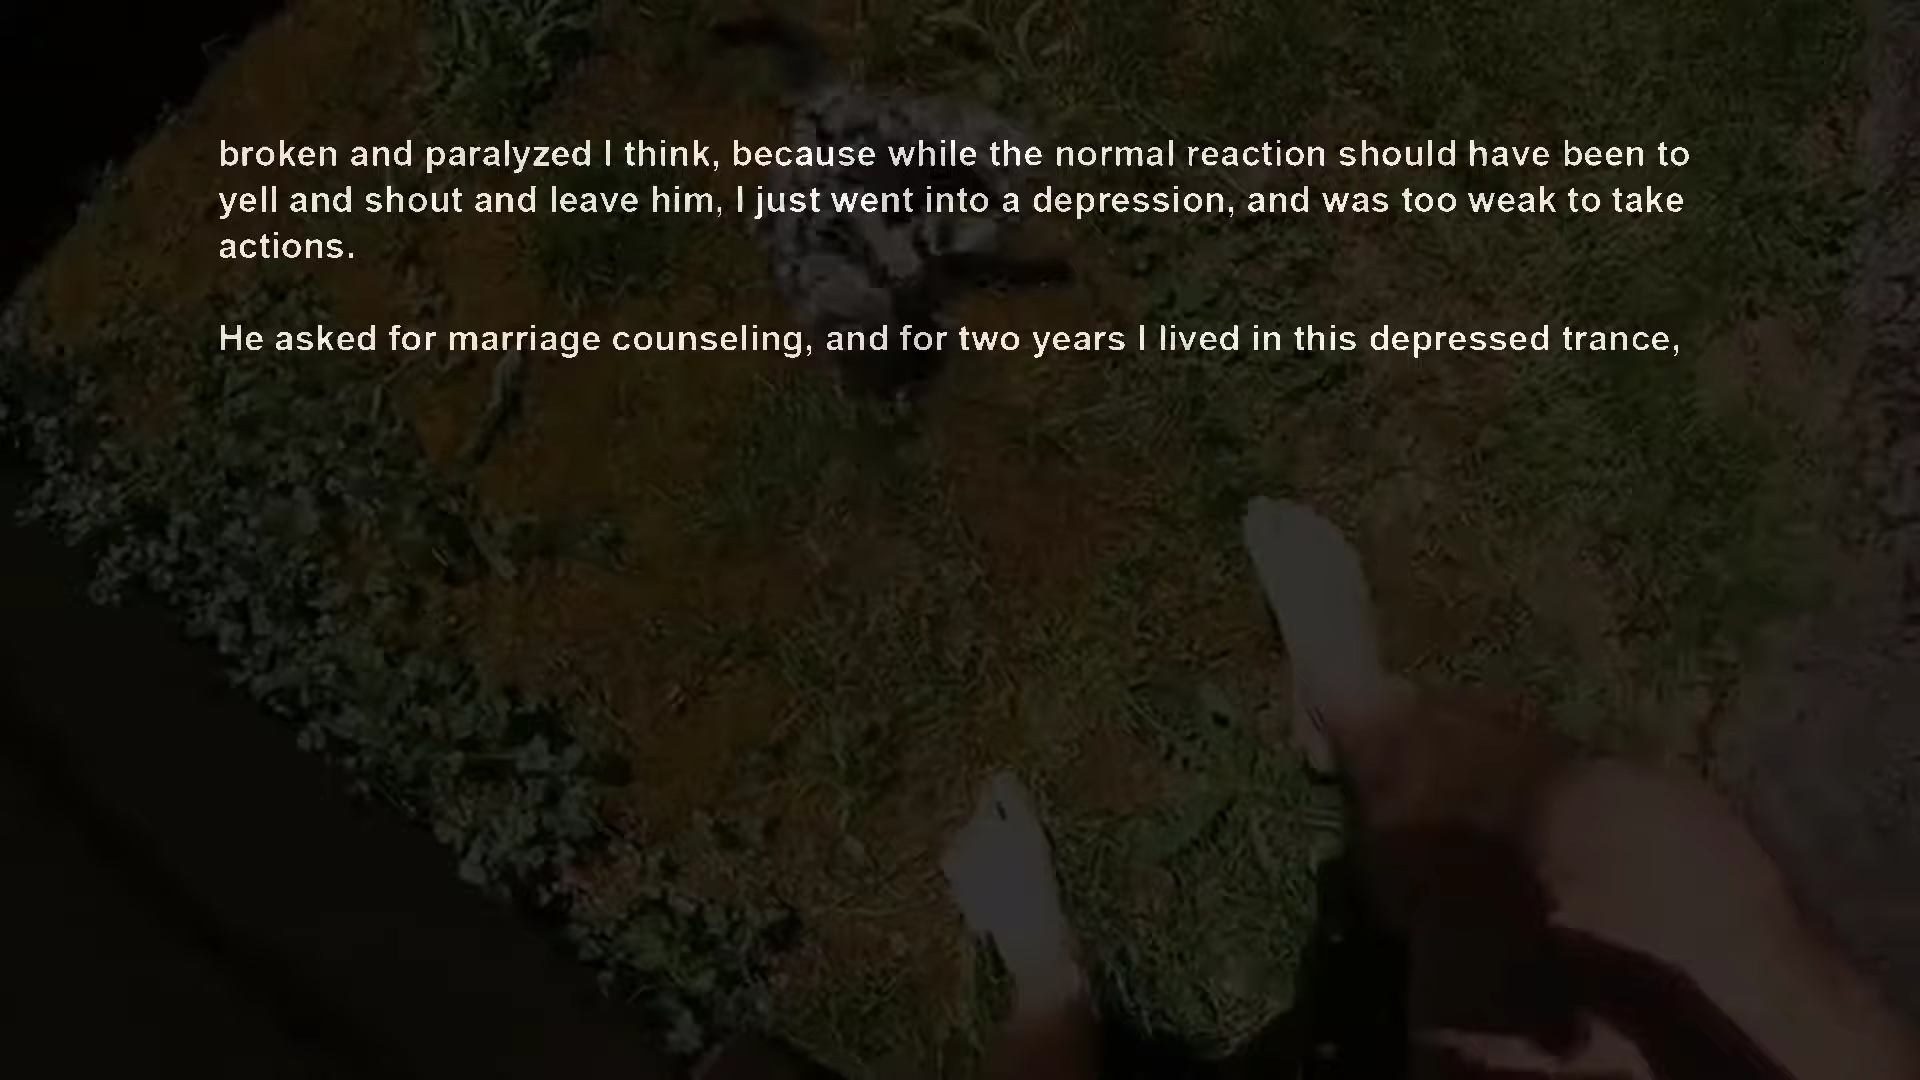 broken and paralyzed I think, because while the normal reaction should have been to
yell and shout and leave him, I just went into a depression, and was too weak to take
actions.
He asked for marriage counseling, and for two years I lived in this depressed trance,